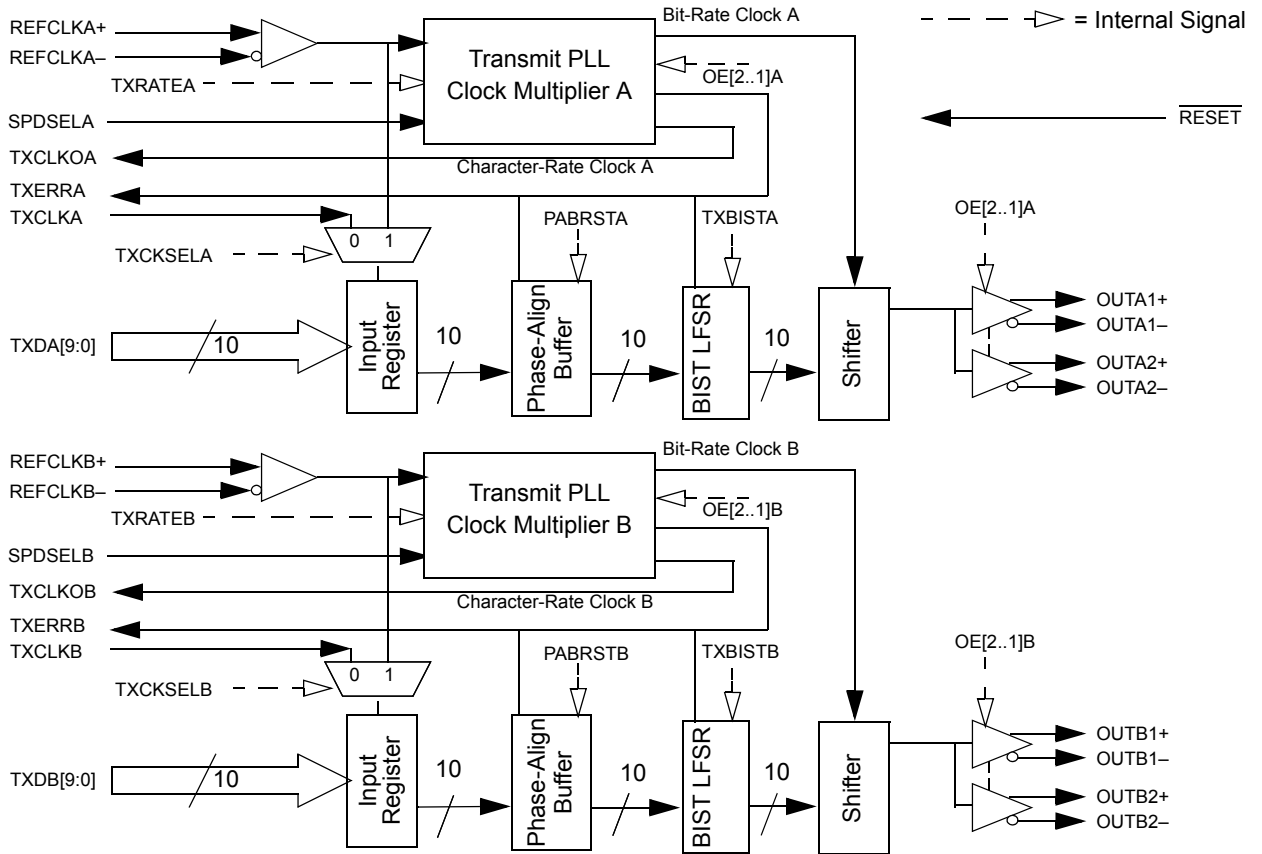 Bit-Rate Clock A
= Internal Signal
REFCLKA+
REFCLKA–
Transmit PLL
Clock Multiplier A
TXRATEA
OE[2..1]A
SPDSELA
RESET
TXCLKOA
Character-Rate Clock A
TXERRA
TXCLKA
PABRSTA
TXBISTA
OE[2..1]A
0 1
TXCKSELA
TXDA[9:0]
10
Input
Register
10
Phase-Align
Buffer
10
BIST LFSR
10
Shifter
OUTA1+
OUTA1–
OUTA2+
OUTA2–
Bit-Rate Clock B
REFCLKB+
REFCLKB–
Transmit PLL
Clock Multiplier B
TXRATEB
OE[2..1]B
SPDSELB
TXCLKOB
Character-Rate Clock B
TXERRB
TXCLKB
PABRSTB
TXBISTB
OE[2..1]B
0 1
TXCKSELB
TXDB[9:0]
10
Input
Register
10
Phase-Align
Buffer
10
BIST LFSR
10
Shifter
OUTB1+
OUTB1–
OUTB2+
OUTB2–